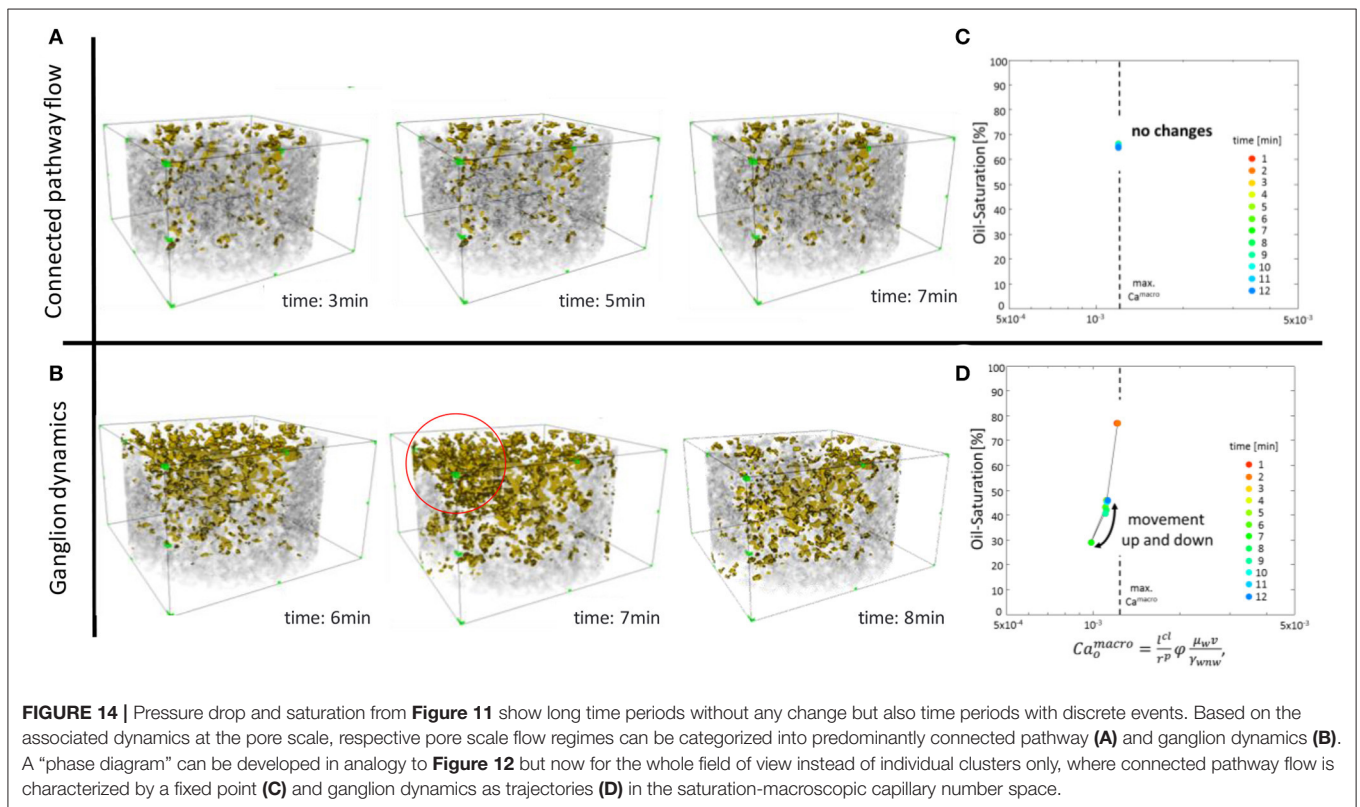 A
Connected pathway flow
time: 3min
time: 5min
time: 7min
C
Oil-Saturation [%]
100
90
80
70
60
50
40
30
20
10
0
no changes
time [min]
1
2
3
4
5
6
7
8
9
10
11
12
max.
Ca^macro
5x10^-4
10^-3
5x10^-3
B
Ganglion dynamics
time: 6min
time: 7min
time: 8min
D
Oil-Saturation [%]
100
90
80
70
60
50
40
30
20
10
0
movement
up and down
time [min]
1
2
3
4
5
6
7
8
9
10
11
12
max.
Ca^macro
5x10^-4
10^-3
5x10^-3
Ca_o^macro = l^cl/r^p φ μ_w v/γ_wnw,
FIGURE 14 | Pressure drop and saturation from Figure 11 show long time periods without any change but also time periods with discrete events. Based on the
associated dynamics at the pore scale, respective pore scale flow regimes can be categorized into predominantly connected pathway (A) and ganglion dynamics (B).
A “phase diagram” can be developed in analogy to Figure 12 but now for the whole field of view instead of individual clusters only, where connected pathway flow is
characterized by a fixed point (C) and ganglion dynamics as trajectories (D) in the saturation-macroscopic capillary number space.